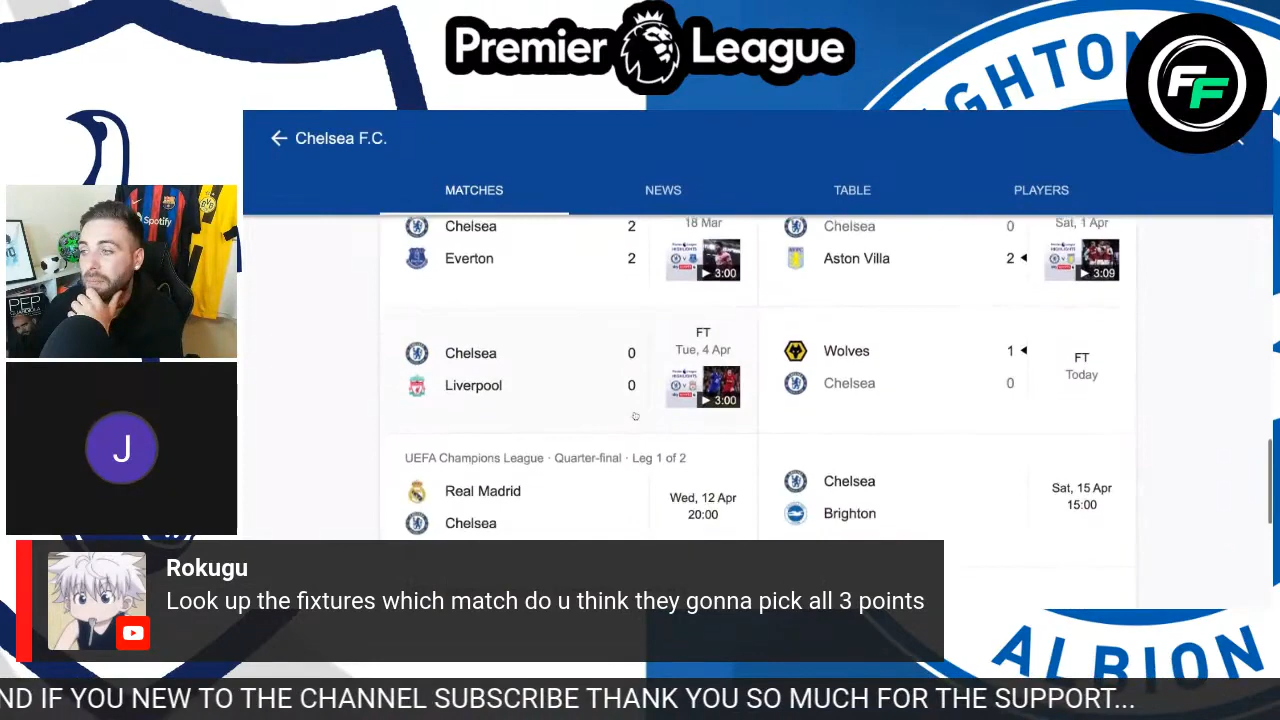 Premier League
GHTON
FF
Chelsea F.C.
MATCHES NEWS TABLE PLAYERS
Chelsea 2
Everton 2
18 Mar
3:00
Chelsea 0
Aston Villa 2
Sat, 1 Apr
3:09
Chelsea 0
Liverpool 0
FT
Tue, 4 Apr
3:00
Wolves 1
Chelsea 0
FT
Today
UEFA Champions League · Quarter-final · Leg 1 of 2
Real Madrid
Chelsea
Wed, 12 Apr
20:00
Chelsea
Brighton
Sat, 15 Apr
15:00
Spotify
PEP
J
Rokugu
Look up the fixtures which match do u think they gonna pick all 3 points
ALBION
ND IF YOU NEW TO THE CHANNEL SUBSCRIBE THANK YOU SO MUCH FOR THE SUPPORT...